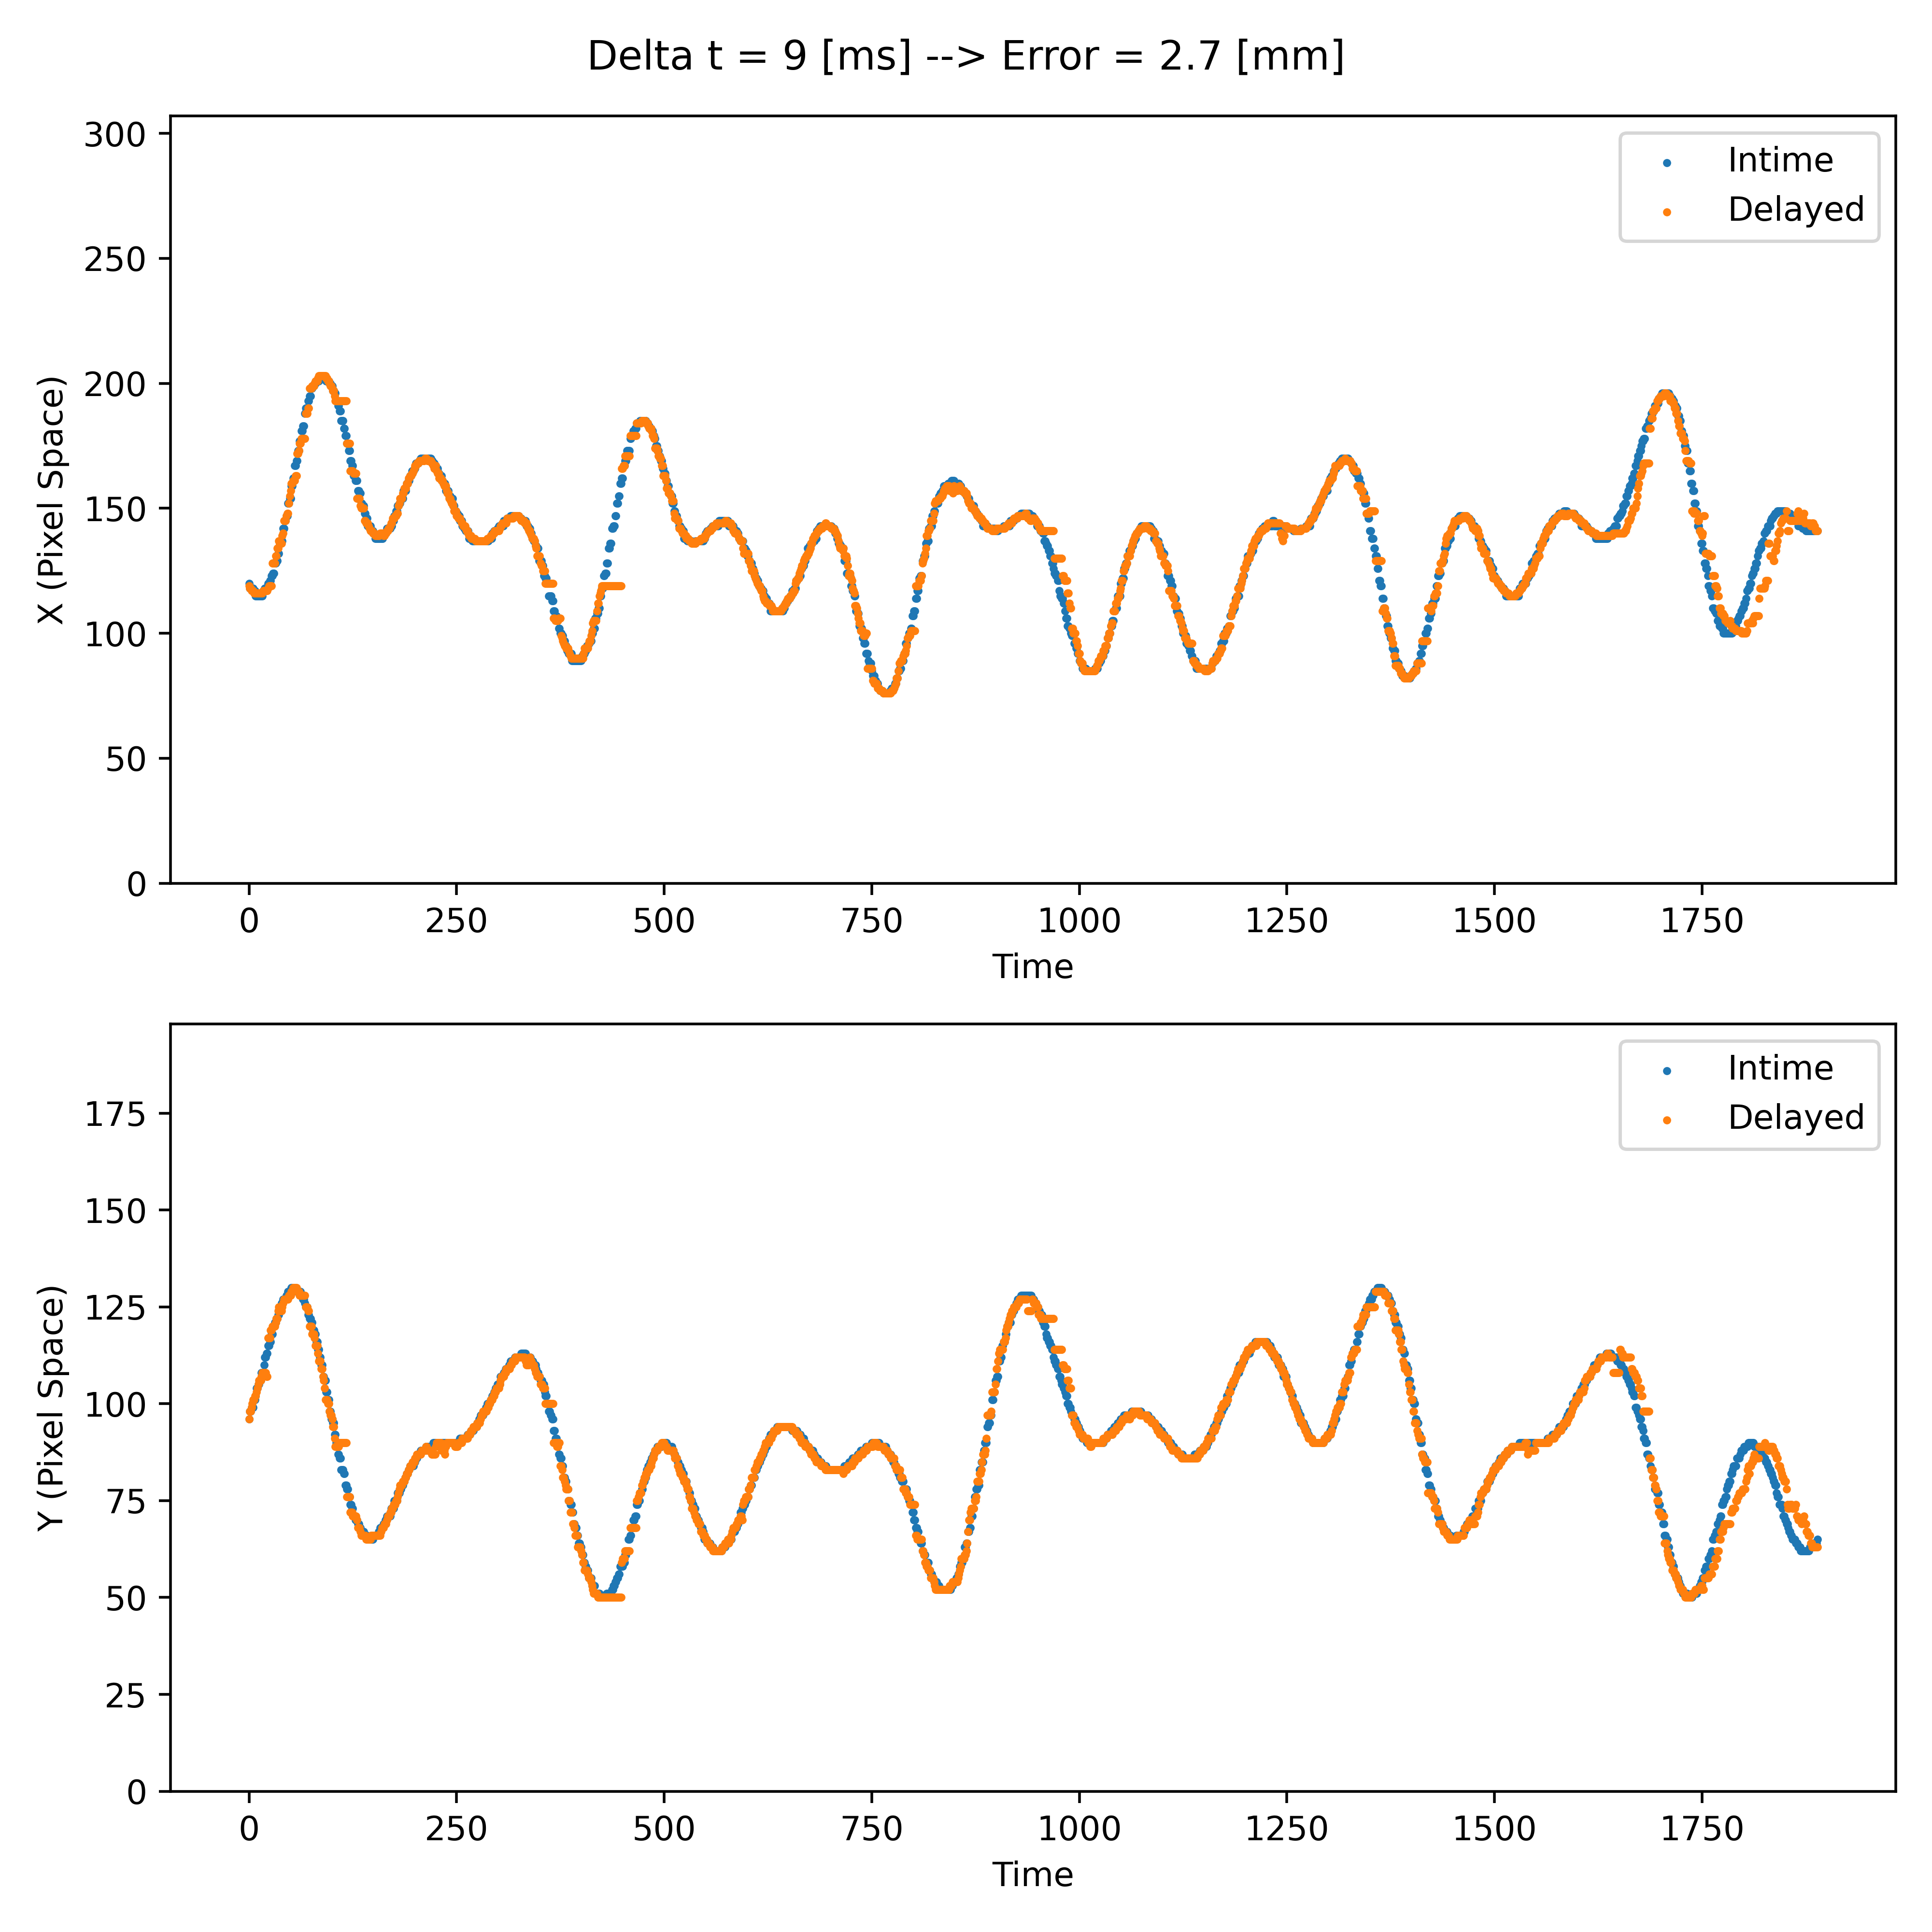 Delta t = 9 [ms] --> Error = 2.7 [mm]
300
250
200
150
100
50
0
X (Pixel Space)
Intime
Delayed
0 250 500 750 1000 1250 1500 1750
Time
175
150
125
100
75
50
25
0
Y (Pixel Space)
Intime
Delayed
0 250 500 750 1000 1250 1500 1750
Time